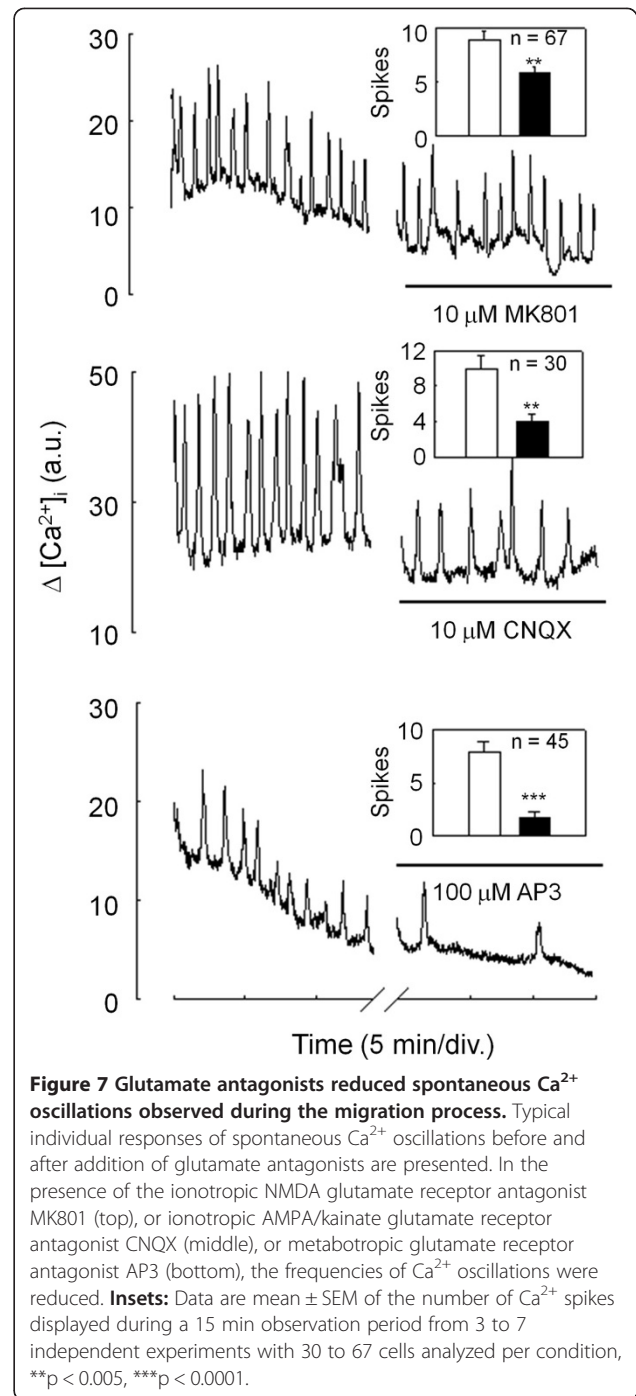 30
20
10
0
10
5
0
Spikes
n = 67
**
10 μM MK801
50
30
10
12
8
4
0
Spikes
n = 30
**
10 μM CNQX
Δ [Ca²⁺]ᵢ (a.u.)
30
20
10
0
10
5
0
Spikes
n = 45
***
100 μM AP3
Time (5 min/div.)
Figure 7 Glutamate antagonists reduced spontaneous Ca²⁺
oscillations observed during the migration process. Typical
individual responses of spontaneous Ca²⁺ oscillations before and
after addition of glutamate antagonists are presented. In the
presence of the ionotropic NMDA glutamate receptor antagonist
MK801 (top), or ionotropic AMPA/kainate glutamate receptor
antagonist CNQX (middle), or metabotropic glutamate receptor
antagonist AP3 (bottom), the frequencies of Ca²⁺ oscillations were
reduced. Insets: Data are mean ± SEM of the number of Ca²⁺ spikes
displayed during a 15 min observation period from 3 to 7
independent experiments with 30 to 67 cells analyzed per condition,
**p < 0.005, ***p < 0.0001.